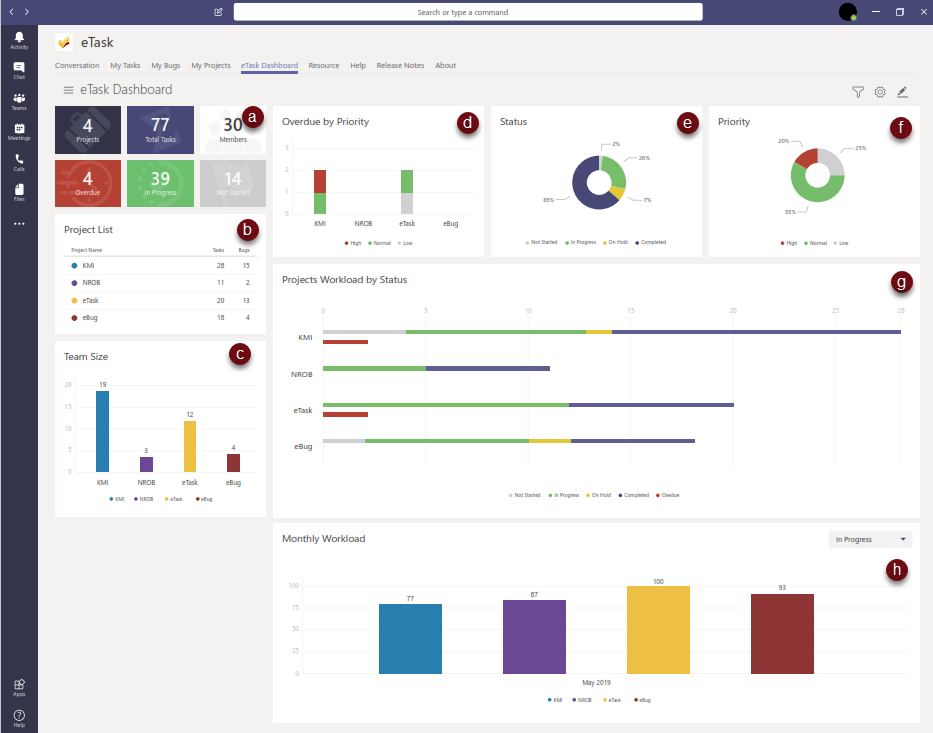 Search or type a command
Activity
Chat
Teams
Meetings
Calls
Files
Apps
Help
eTask
Conversation My Tasks My Bugs My Projects eTask Dashboard Resource Help Release Notes About
eTask Dashboard
4
Projects
77
Total Tasks
30
Members
a
4
Overdue
39
In Progress
14
Not Started
Project List
b
Project Name Tasks Bugs
KMI 28 15
NROB 11 2
eTask 20 13
eBug 18 4
Team Size
c
20
15
10
5
0
19
3
12
4
KMI NROB eTask eBug
KMI NROB eTask eBug
Overdue by Priority
d
3
2
1
0
KMI NROB eTask eBug
High Normal Low
Status
e
2%
26%
7%
65%
Not Started In Progress On Hold Completed
Priority
f
20%
25%
55%
High Normal Low
Projects Workload by Status
g
0 5 10 15 20 25 28
KMI
NROB
eTask
eBug
Not Started In Progress On Hold Completed Overdue
Monthly Workload
In Progress
h
100
75
50
25
0
77
87
100
93
May 2019
KMI NROB eTask eBug